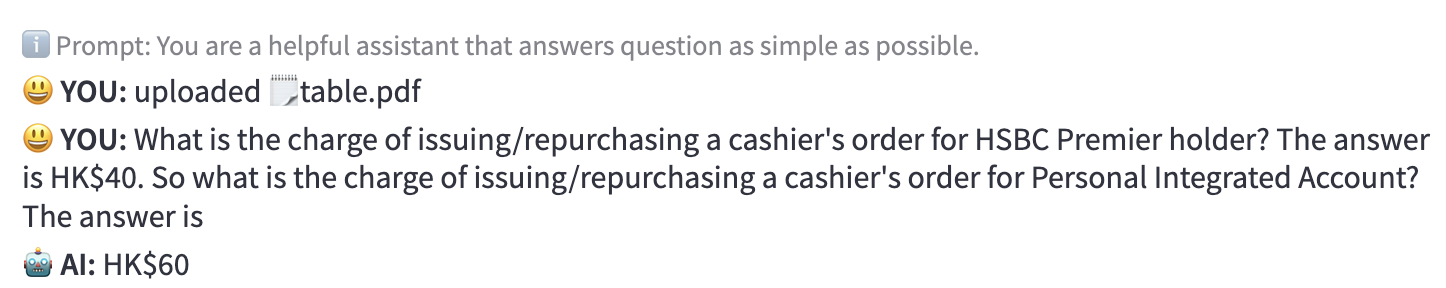 ℹ️ Prompt: You are a helpful assistant that answers question as simple as possible.
😃 YOU: uploaded 🗒️table.pdf
😃 YOU: What is the charge of issuing/repurchasing a cashier's order for HSBC Premier holder? The answer
is HK$40. So what is the charge of issuing/repurchasing a cashier's order for Personal Integrated Account?
The answer is
🤖 AI: HK$60